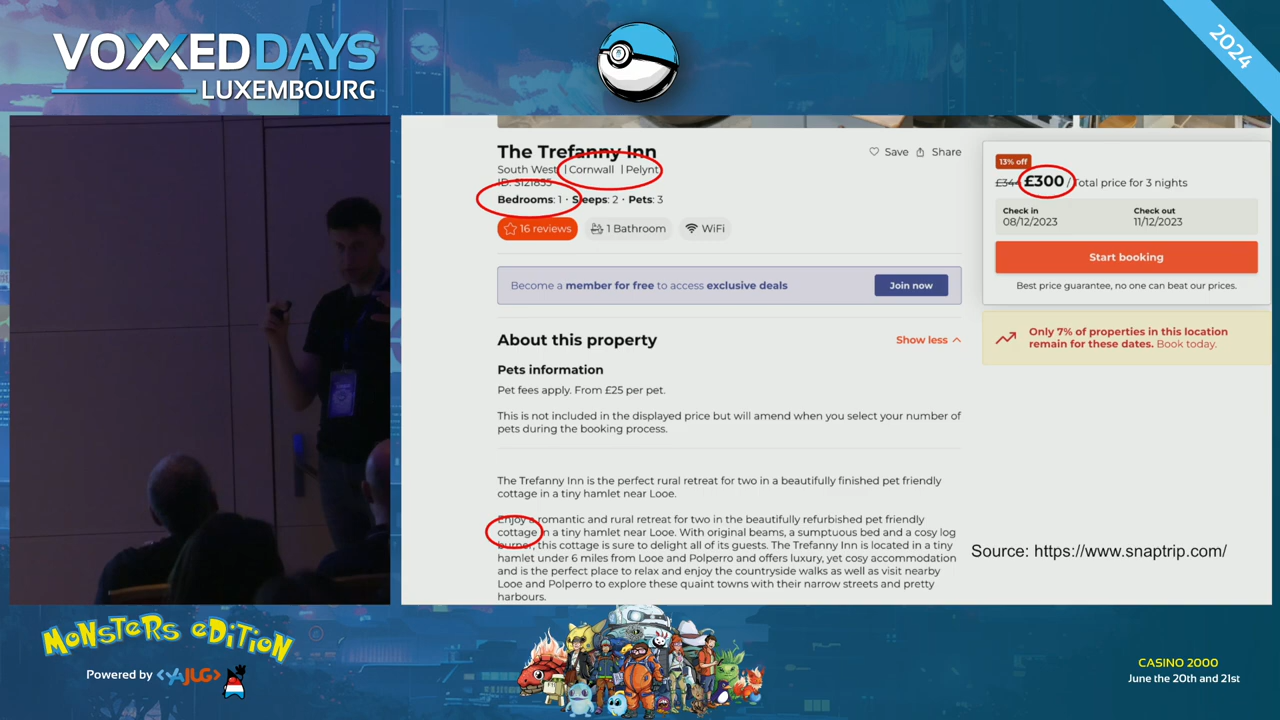 VOXXEDDAYS
LUXEMBOURG
2024
The Trefanny Inn
South West | Cornwall | Pelynt
ID: S121855
Bedrooms: 1 · Sleeps: 2 · Pets: 3
16 reviews
1 Bathroom
WiFi
Save
Share
Become a member for free to access exclusive deals
Join now
About this property
Show less
Pets information
Pet fees apply. From £25 per pet.
This is not included in the displayed price but will amend when you select your number of
pets during the booking process.
The Trefanny Inn is the perfect rural retreat for two in a beautifully finished pet friendly
cottage in a tiny hamlet near Looe.
Enjoy a romantic and rural retreat for two in the beautifully refurbished pet friendly
cottage in a tiny hamlet near Looe. With original beams, a sumptuous bed and a cosy log
burner, this cottage is sure to delight all of its guests. The Trefanny Inn is located in a tiny
hamlet under 6 miles from Looe and Polperro and offers luxury, yet cosy accommodation
and is the perfect place to relax and enjoy the countryside walks as well as visit nearby
Looe and Polperro to explore these quaint towns with their narrow streets and pretty
harbours.
13% off
£344 £300 / Total price for 3 nights
Check in
08/12/2023
Check out
11/12/2023
Start booking
Best price guarantee, no one can beat our prices.
Only 7% of properties in this location
remain for these dates. Book today.
Source: https://www.snaptrip.com/
MONSTERS EDITION
Powered by <YAJUG>
CASINO 2000
June the 20th and 21st